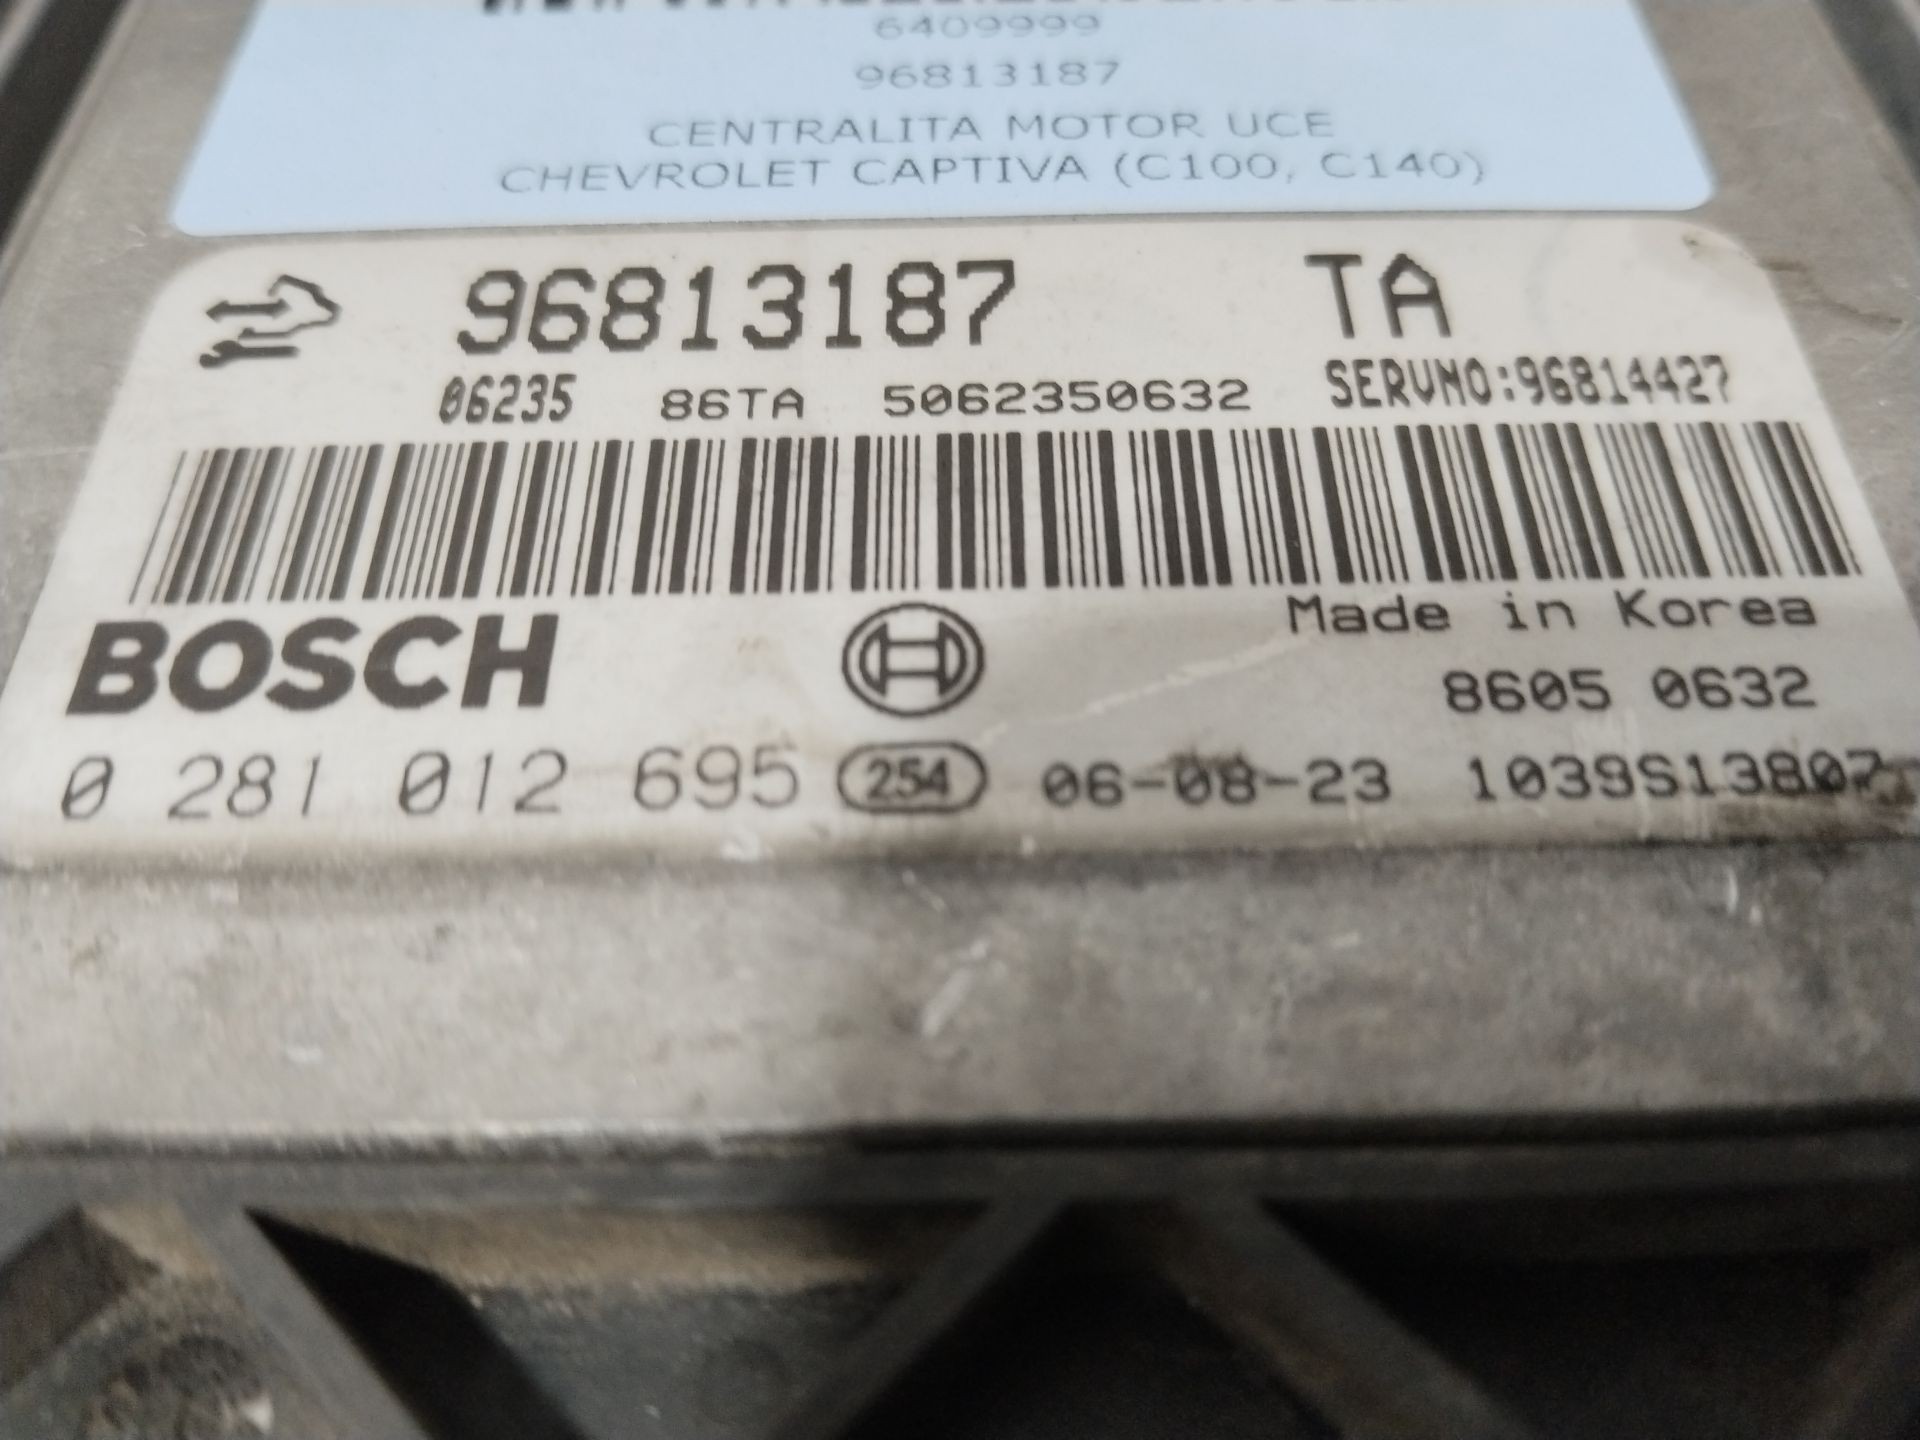 6409999
96813187
CENTRALITA MOTOR UCE
CHEVROLET CAPTIVA (C100, C140)
96813187 TA
06235 86TA 5062350632 SERVNO:96814427
Made in Korea
BOSCH
8605 0632
0 281 012 695 254 06-08-23 1039S13807